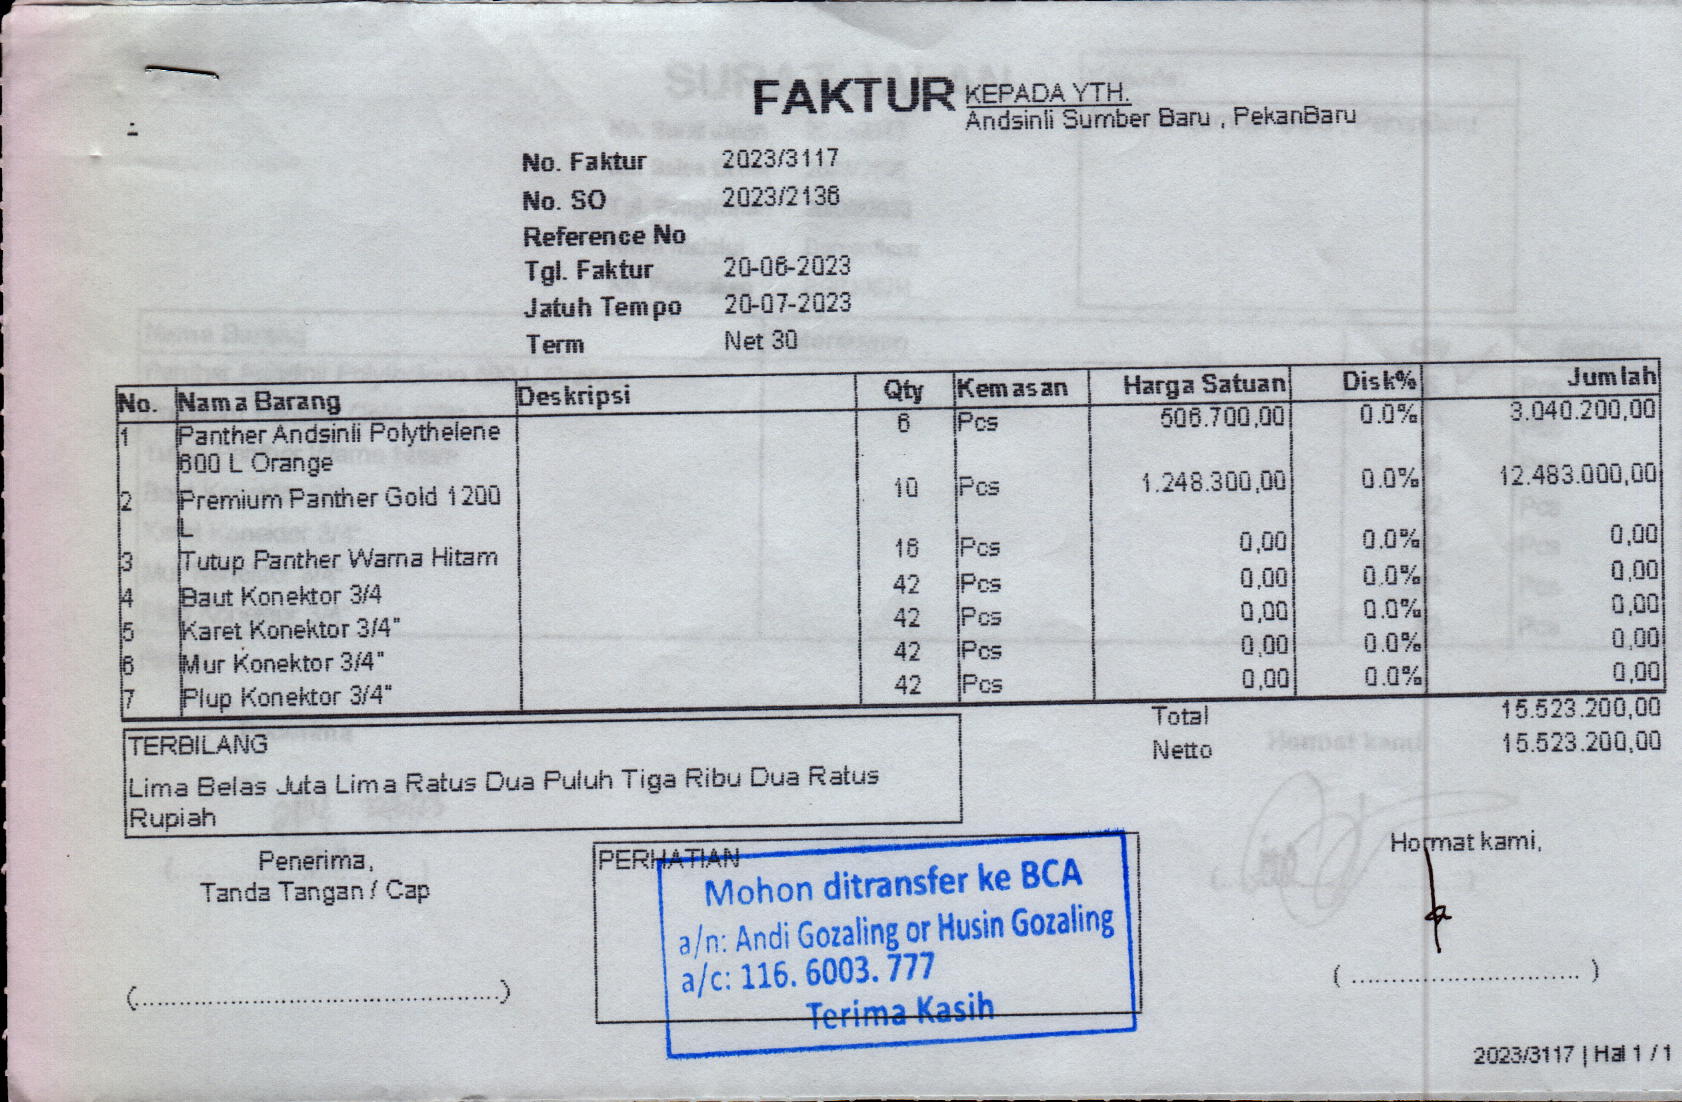 FAKTUR
KEPADA YTH.
Andsinli Sumber Baru , PekanBaru
No. Faktur 2023/3117
No. SO 2023/2136
Reference No
Tgl. Faktur 20-06-2023
Jatuh Tempo 20-07-2023
Term Net 30
No. Nama Barang Deskripsi Qty Kemasan Harga Satuan Disk% Jumlah
1 Panther Andsinli Polythelene 6 Pcs 506.700,00 0.0% 3.040.200,00
600 L Orange
2 Premium Panther Gold 1200 10 Pcs 1.248.300,00 0.0% 12.483.000,00
L
3 Tutup Panther Warna Hitam 16 Pcs 0,00 0.0% 0,00
4 Baut Konektor 3/4 42 Pcs 0,00 0.0% 0,00
5 Karet Konektor 3/4" 42 Pcs 0,00 0.0% 0,00
6 Mur Konektor 3/4" 42 Pcs 0,00 0.0% 0,00
7 Plup Konektor 3/4" 42 Pcs 0,00 0.0% 0,00
Total 15.523.200,00
Netto 15.523.200,00
TERBILANG
Lima Belas Juta Lima Ratus Dua Puluh Tiga Ribu Dua Ratus
Rupiah
Penerima,
Tanda Tangan / Cap
(..............................................)
PERHATIAN
Mohon ditransfer ke BCA
a/n: Andi Gozaling or Husin Gozaling
a/c: 116. 6003. 777
Terima Kasih
Hormat kami,
( ............................. )
2023/3117 | Hal 1 / 1